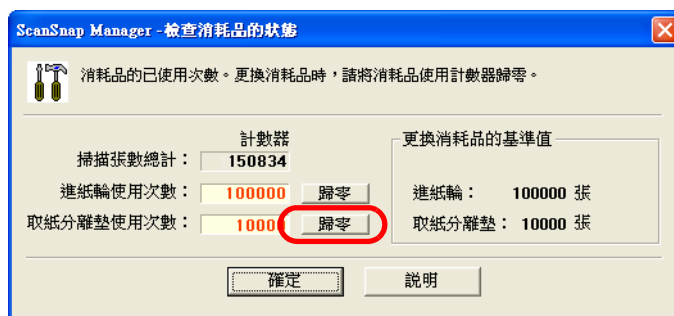 ScanSnap Manager -檢查消耗品的狀態
消耗品的已使用次數。更換消耗品時，請將消耗品使用計數器歸零。
計數器
更換消耗品的基準值
掃描張數總計： 150834
進紙輪使用次數： 100000 歸零 進紙輪： 100000 張
取紙分離墊使用次數： 10000 歸零 取紙分離墊： 10000 張
確定 説明